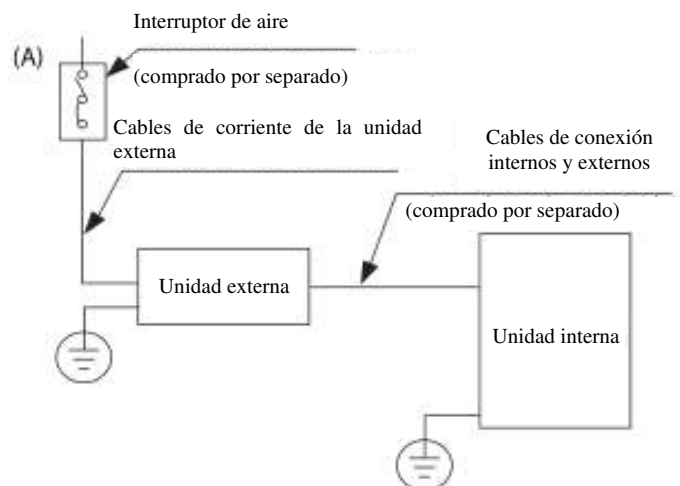 Interruptor de aire
(A)
(comprado por separado)
Cables de corriente de la unidad
externa
Cables de conexión
internos y externos
(comprado por separado)
Unidad externa
Unidad interna